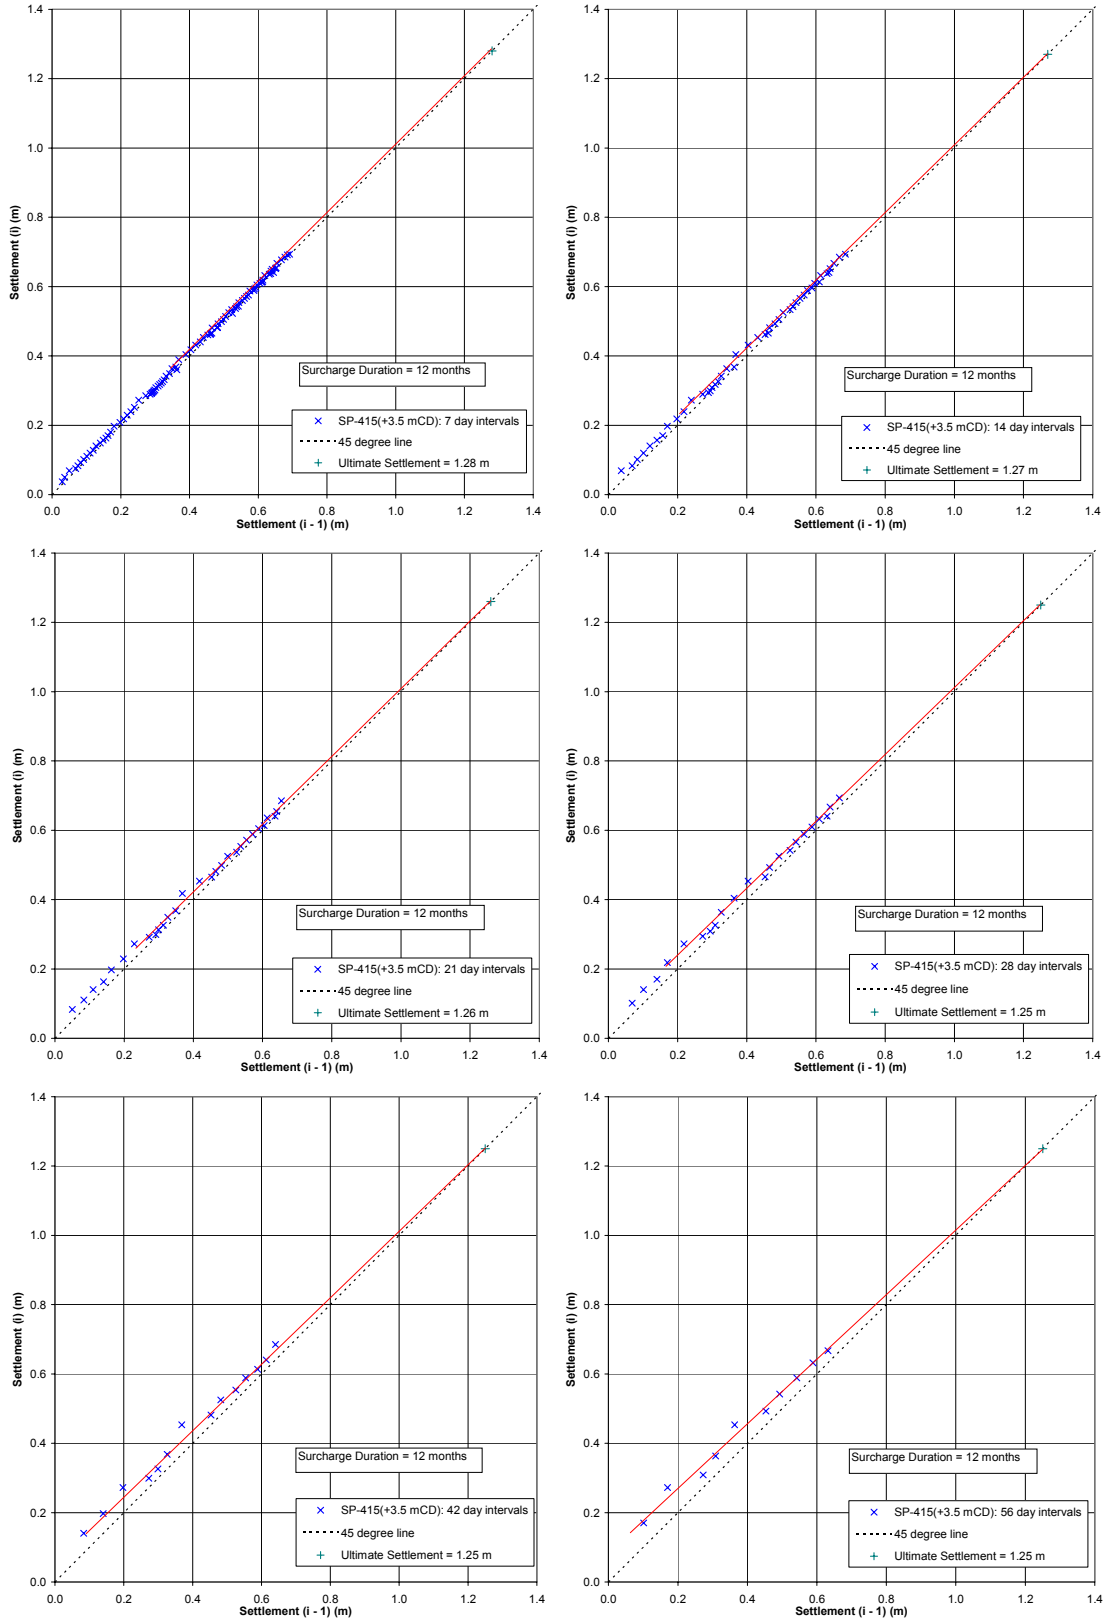 1.4
1.2
1.0
0.8
0.6
0.4
0.2
0.0
Settlement (i) (m)
Surcharge Duration = 12 months
SP-415(+3.5 mCD): 7 day intervals
45 degree line
Ultimate Settlement = 1.28 m
0.0 0.2 0.4 0.6 0.8 1.0 1.2 1.4
Settlement (i - 1) (m)
1.4
1.2
1.0
0.8
0.6
0.4
0.2
0.0
Settlement (i) (m)
Surcharge Duration = 12 months
SP-415(+3.5 mCD): 14 day intervals
45 degree line
Ultimate Settlement = 1.27 m
0.0 0.2 0.4 0.6 0.8 1.0 1.2 1.4
Settlement (i - 1) (m)
1.4
1.2
1.0
0.8
0.6
0.4
0.2
0.0
Settlement (i) (m)
Surcharge Duration = 12 months
SP-415(+3.5 mCD): 21 day intervals
45 degree line
Ultimate Settlement = 1.26 m
0.0 0.2 0.4 0.6 0.8 1.0 1.2 1.4
Settlement (i - 1) (m)
1.4
1.2
1.0
0.8
0.6
0.4
0.2
0.0
Settlement (i) (m)
Surcharge Duration = 12 months
SP-415(+3.5 mCD): 28 day intervals
45 degree line
Ultimate Settlement = 1.25 m
0.0 0.2 0.4 0.6 0.8 1.0 1.2 1.4
Settlement (i - 1) (m)
1.4
1.2
1.0
0.8
0.6
0.4
0.2
0.0
Settlement (i) (m)
Surcharge Duration = 12 months
SP-415(+3.5 mCD): 42 day intervals
45 degree line
Ultimate Settlement = 1.25 m
0.0 0.2 0.4 0.6 0.8 1.0 1.2 1.4
Settlement (i - 1) (m)
1.4
1.2
1.0
0.8
0.6
0.4
0.2
0.0
Settlement (i) (m)
Surcharge Duration = 12 months
SP-415(+3.5 mCD): 56 day intervals
45 degree line
Ultimate Settlement = 1.25 m
0.0 0.2 0.4 0.6 0.8 1.0 1.2 1.4
Settlement (i - 1) (m)